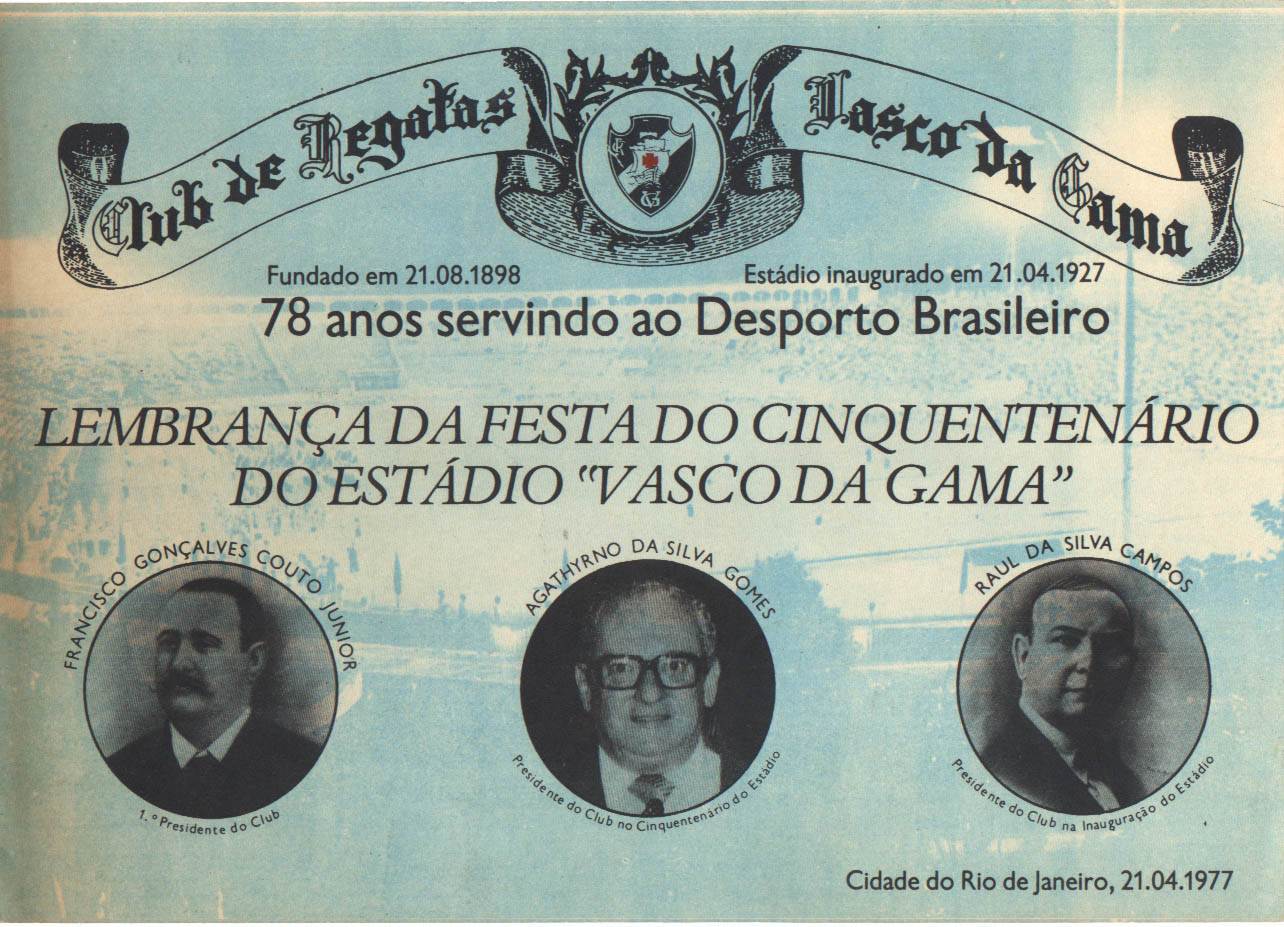 Club de Regatas Vasco da Gama
CR
VG
Fundado em 21.08.1898
Estádio inaugurado em 21.04.1927
78 anos servindo ao Desporto Brasileiro
LEMBRANÇA DA FESTA DO CINQUENTENÁRIO
DO ESTÁDIO "VASCO DA GAMA"
FRANCISCO GONÇALVES COUTO JUNIOR
1.º Presidente do Club
AGATHYRNO DA SILVA GOMES
Presidente do Club no Cinquentenário do Estádio
RAUL DA SILVA CAMPOS
Presidente do Club na Inauguração do Estádio
Cidade do Rio de Janeiro, 21.04.1977